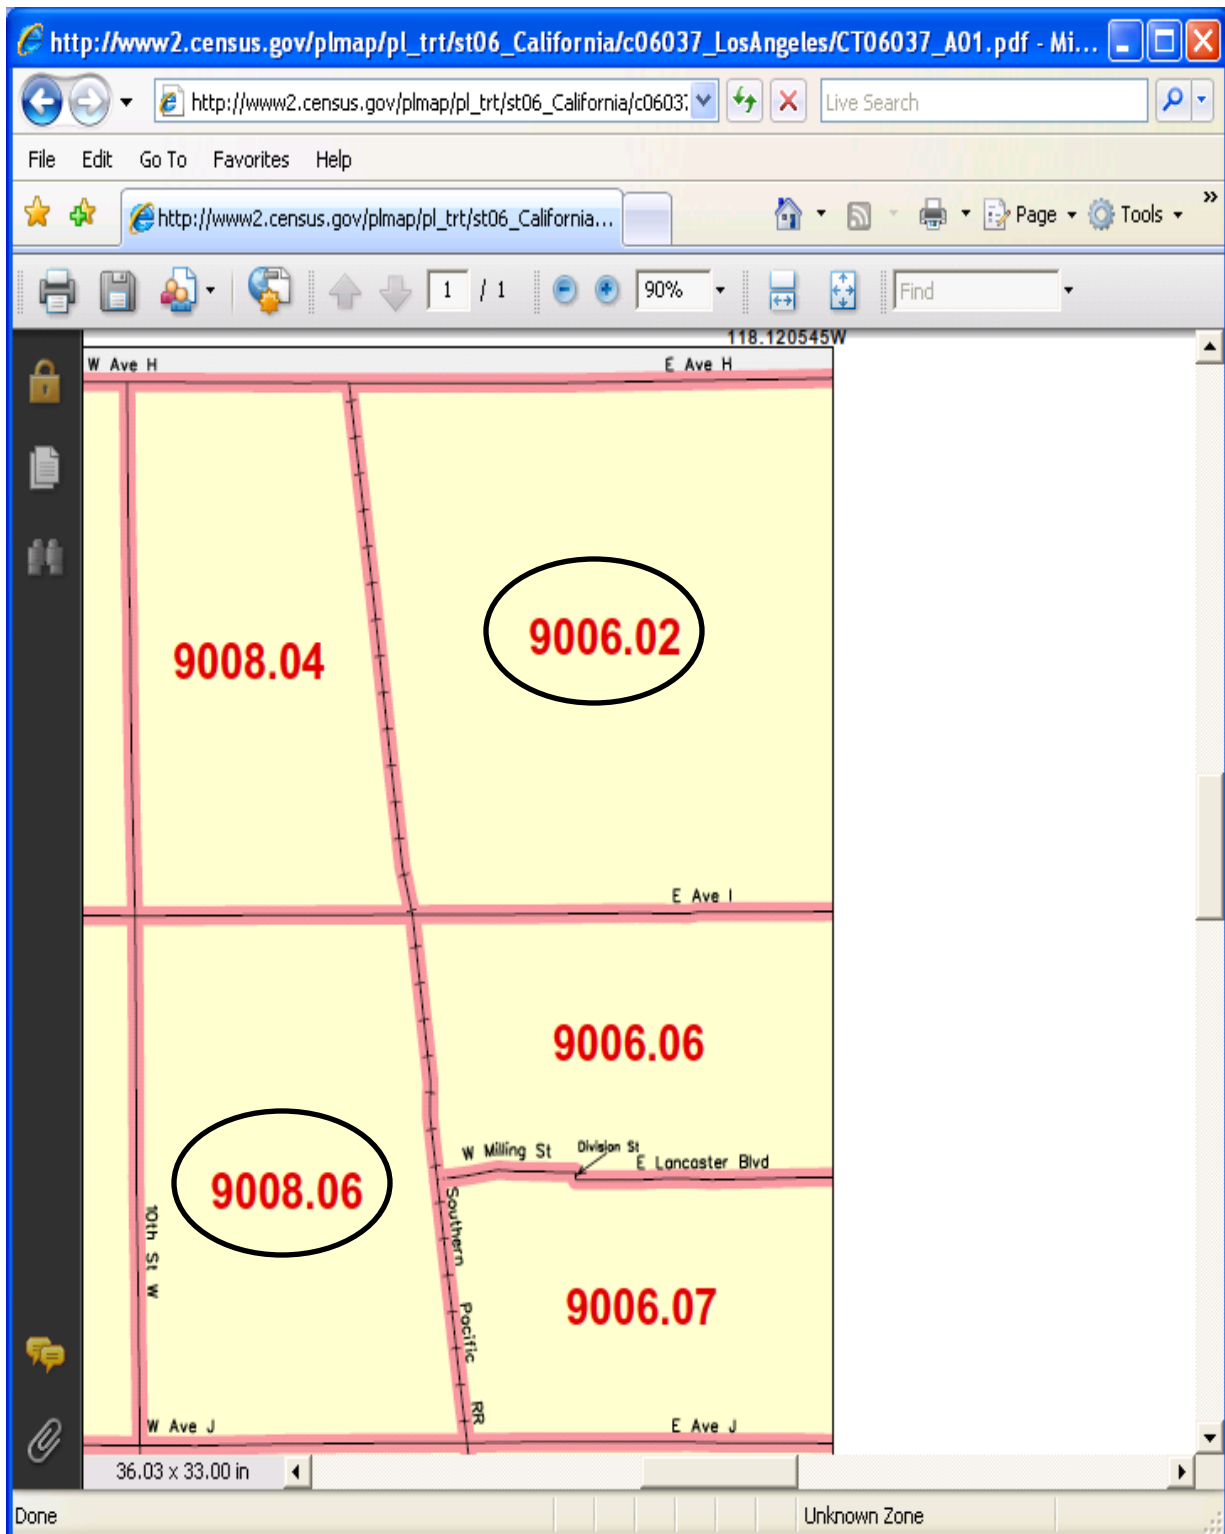 http://www2.census.gov/plmap/pl_trt/st06_California/c06037_LosAngeles/CT06037_A01.pdf - Mi...
http://www2.census.gov/plmap/pl_trt/st06_California/c0603
Live Search
File Edit Go To Favorites Help
http://www2.census.gov/plmap/pl_trt/st06_California...
Page Tools »
1 / 1 90% Find
118.120545W
W Ave H E Ave H
9006.02
9008.04
E Ave I
9006.06
W Milling St Division St E Lancaster Blvd
9008.06
10th St W
Southern Pacific RR
9006.07
W Ave J E Ave J
36.03 x 33.00 in
Done Unknown Zone